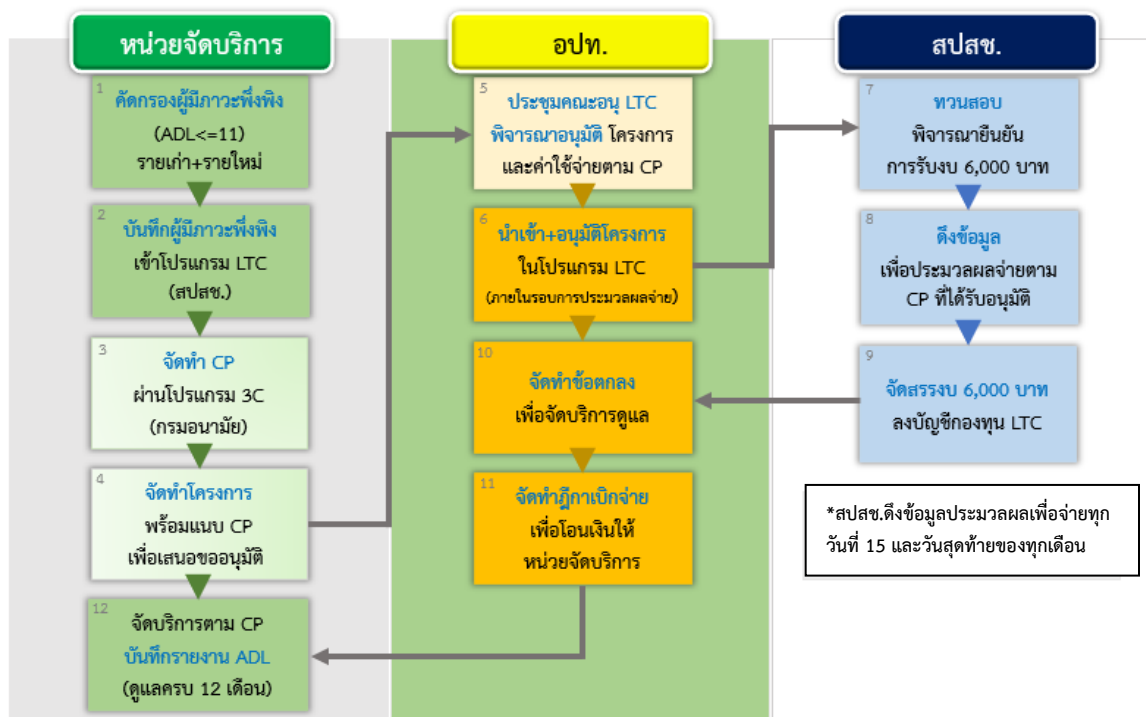 หน่วยจัดบริการ
1
คัดกรองผู้มีภาวะพึ่งพิง
(ADL<=11)
รายเก่า+รายใหม่
2
บันทึกผู้มีภาวะพึ่งพิง
เข้าโปรแกรม LTC
(สปสช.)
3
จัดทำ CP
ผ่านโปรแกรม 3C
(กรมอนามัย)
4
จัดทำโครงการ
พร้อมแนบ CP
เพื่อเสนอขออนุมัติ
12
จัดบริการตาม CP
บันทึกรายงาน ADL
(ดูแลครบ 12 เดือน)
อปท.
5
ประชุมคณะอนุ LTC
พิจารณาอนุมัติ โครงการ
และค่าใช้จ่ายตาม CP
6
นำเข้า+อนุมัติโครงการ
ในโปรแกรม LTC
(ภายในรอบการประมวลผลจ่าย)
10
จัดทำข้อตกลง
เพื่อจัดบริการดูแล
11
จัดทำฎีกาเบิกจ่าย
เพื่อโอนเงินให้
หน่วยจัดบริการ
สปสช.
7
ทวนสอบ
พิจารณายืนยัน
การรับงบ 6,000 บาท
8
ดึงข้อมูล
เพื่อประมวลผลจ่ายตาม
CP ที่ได้รับอนุมัติ
9
จัดสรรงบ 6,000 บาท
ลงบัญชีกองทุน LTC
*สปสช.ดึงข้อมูลประมวลผลเพื่อจ่ายทุก
วันที่ 15 และวันสุดท้ายของทุกเดือน